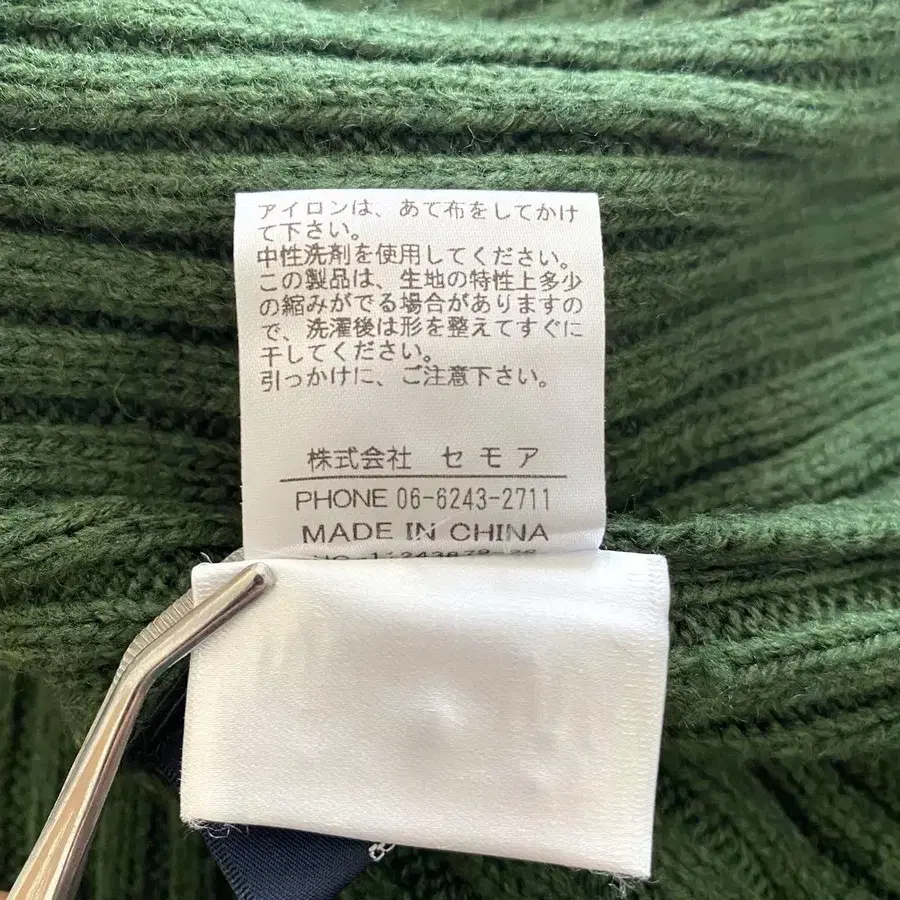 アイロンは、あて布をしてかけ
て下さい。
中性洗剤を使用してください。
この製品は、生地の特性上多少
の縮みがでる場合がありますの
で、洗濯後は形を整えてすぐに
干してください。
引っかけに、ご注意下さい。
株式会社 セモア
PHONE 06-6243-2711
MADE IN CHINA